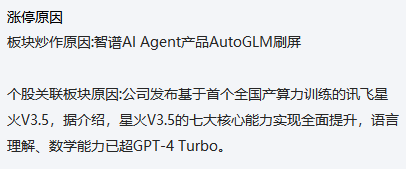 涨停原因
板块炒作原因:智谱AI Agent产品AutoGLM刷屏
个股关联板块原因:公司发布基于首个全国产算力训练的讯飞星
火V3.5，据介绍，星火V3.5的七大核心能力实现全面提升，语言
理解、数学能力已超GPT-4 Turbo。